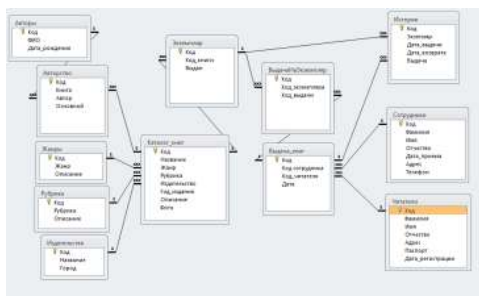 Авторы
Код
ФИО
Дата_рождения
Авторство
Код
Книга
Автор
Основной
Жанры
Код
Жанр
Описание
Рубрики
Код
Рубрика
Описание
Издательства
Код
Название
Город
Экземпляр
Код
Код_книги
Выдан
Каталог_книг
Код
Название
Жанр
Рубрика
Издательство
Год_издания
Описание
Фото
Код
Код_экземпляра
Код_выдачи
Выдача_книг
Код
Код_сотрудника
Код_читателя
Дата
История
Код
Экземпляр
Дата_выдачи
Дата_возврата
Выдача
Сотрудники
Код
Фамилия
Имя
Отчество
Дата_приема
Адрес
Телефон
Читатели
Код
Фамилия
Имя
Отчество
Адрес
Паспорт
Дата_регистрации